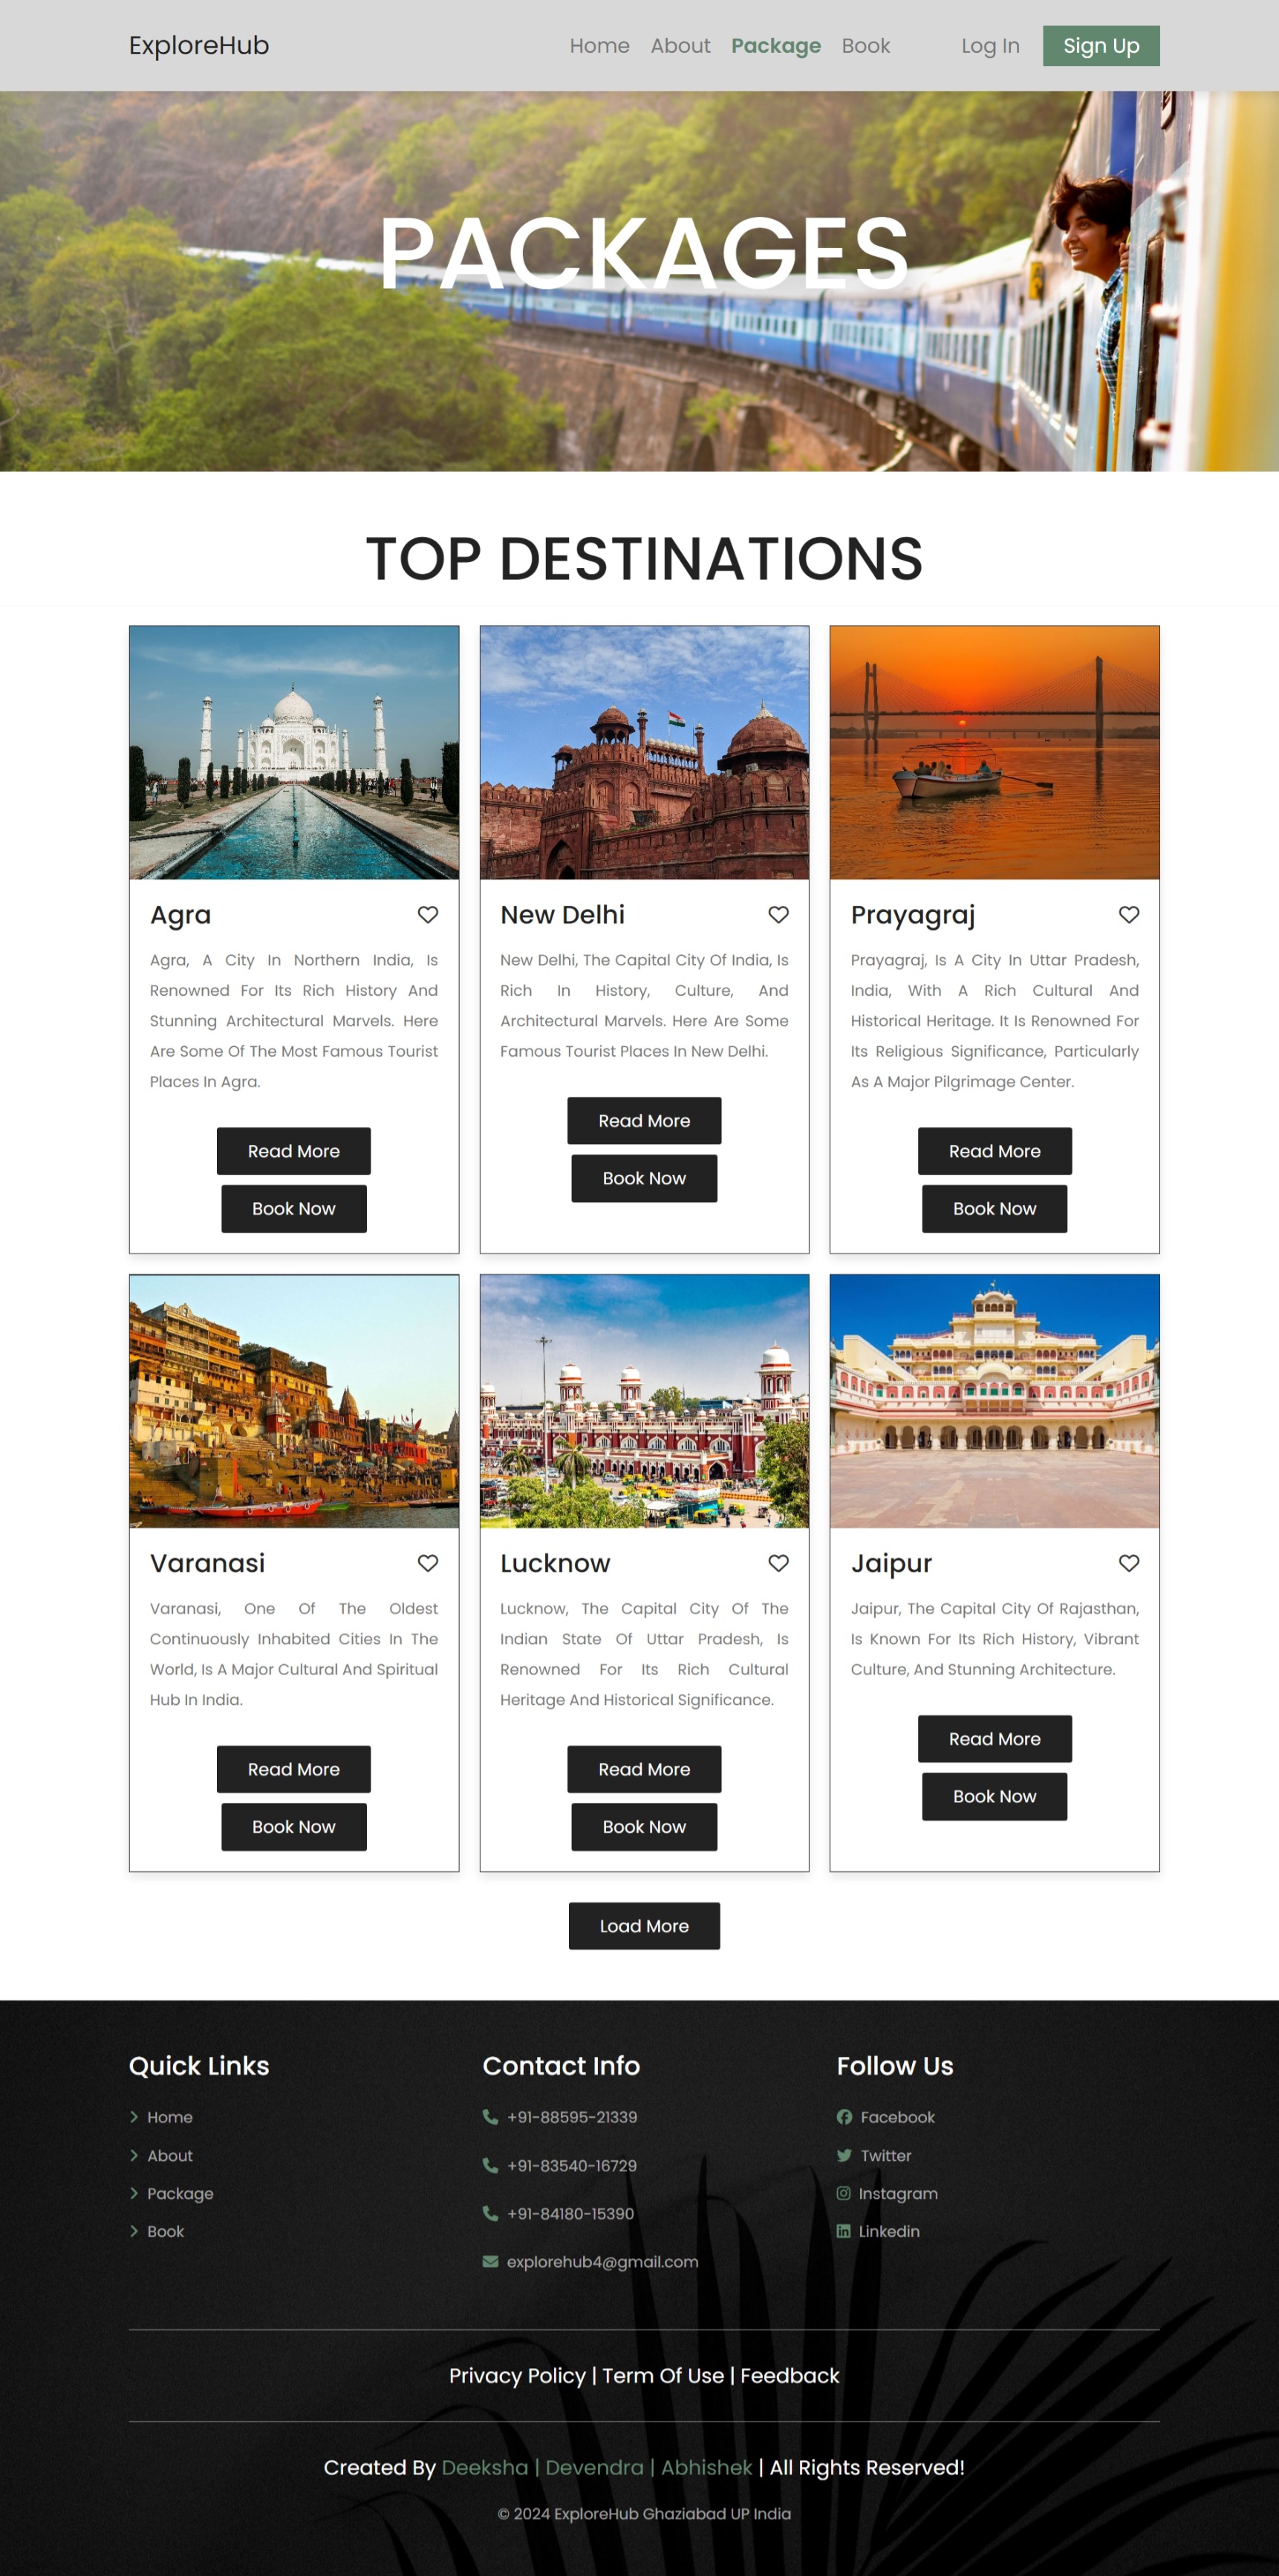 ExploreHub
Home About Package Book Log In Sign Up
PACKAGES
TOP DESTINATIONS
Agra
Agra, A City In Northern India, Is
Renowned For Its Rich History And
Stunning Architectural Marvels. Here
Are Some Of The Most Famous Tourist
Places In Agra.
Read More
Book Now
New Delhi
New Delhi, The Capital City Of India, Is
Rich In History, Culture, And
Architectural Marvels. Here Are Some
Famous Tourist Places In New Delhi.
Read More
Book Now
Prayagraj
Prayagraj, Is A City In Uttar Pradesh,
India, With A Rich Cultural And
Historical Heritage. It Is Renowned For
Its Religious Significance, Particularly
As A Major Pilgrimage Center.
Read More
Book Now
Varanasi
Varanasi, One Of The Oldest
Continuously Inhabited Cities In The
World, Is A Major Cultural And Spiritual
Hub In India.
Read More
Book Now
Lucknow
Lucknow, The Capital City Of The
Indian State Of Uttar Pradesh, Is
Renowned For Its Rich Cultural
Heritage And Historical Significance.
Read More
Book Now
Jaipur
Jaipur, The Capital City Of Rajasthan,
Is Known For Its Rich History, Vibrant
Culture, And Stunning Architecture.
Read More
Book Now
Load More
Quick Links
Home
About
Package
Book
Contact Info
+91-88595-21339
+91-83540-16729
+91-84180-15390
explorehub4@gmail.com
Follow Us
Facebook
Twitter
Instagram
Linkedin
Privacy Policy | Term Of Use | Feedback
Created By Deeksha | Devendra | Abhishek | All Rights Reserved!
© 2024 ExploreHub Ghaziabad UP India